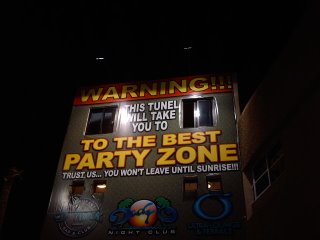 WARNING!!!
THIS TUNEL
WILL TAKE
YOU TO
TO THE BEST
PARTY ZONE
TRUST US... YOU WON'T LEAVE UNTIL SUNRISE!!!
NIGHT CLUB